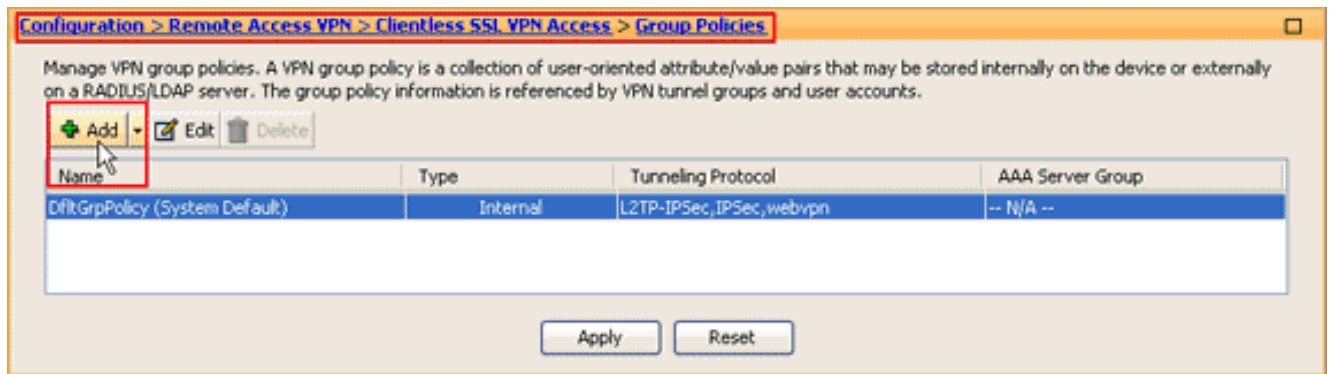 Configuration > Remote Access VPN > Clientless SSL VPN Access > Group Policies
Manage VPN group policies. A VPN group policy is a collection of user-oriented attribute/value pairs that may be stored internally on the device or externally
on a RADIUS/LDAP server. The group policy information is referenced by VPN tunnel groups and user accounts.
Add Edit Delete
Name Type Tunneling Protocol AAA Server Group
DfltGrpPolicy (System Default) Internal L2TP-IPSec,IPSec,webvpn -- N/A --
Apply Reset